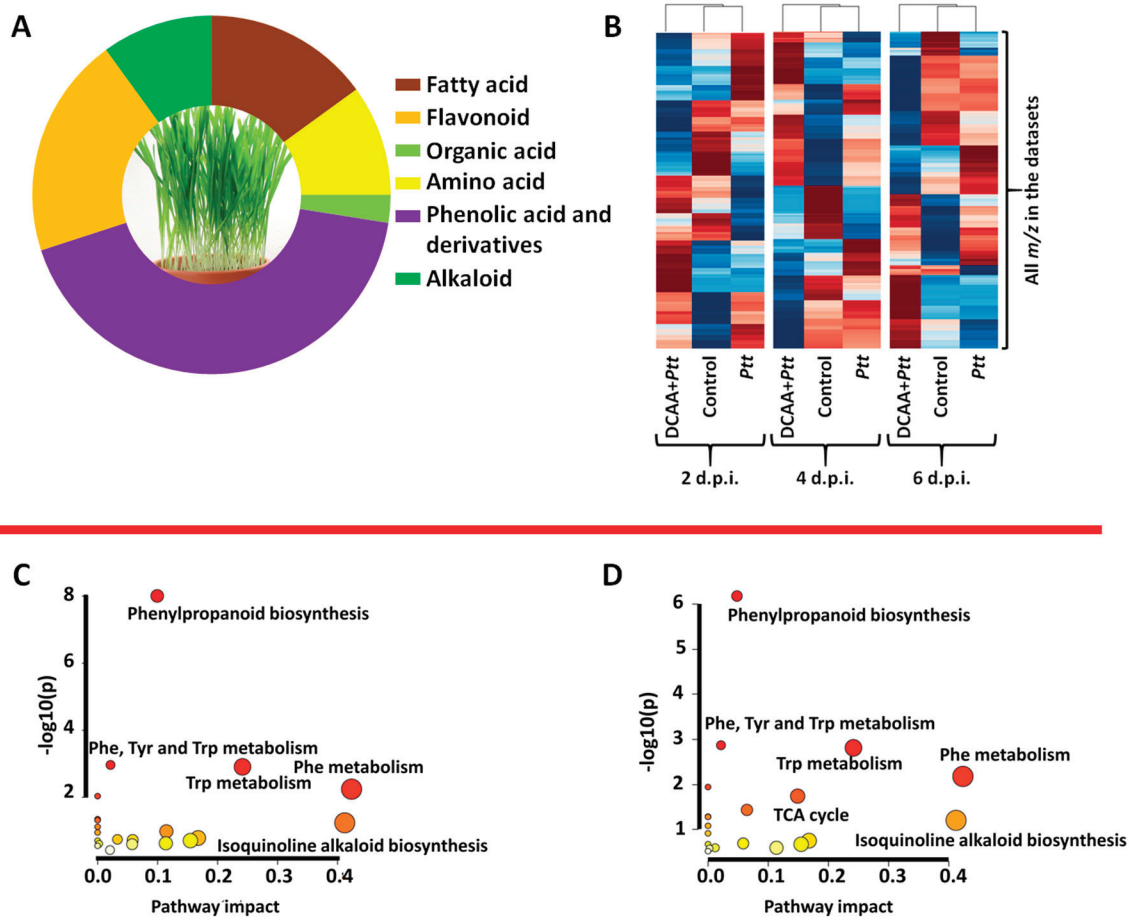 A
Fatty acid
Flavonoid
Organic acid
Amino acid
Phenolic acid and
derivatives
Alkaloid
B
All m/z in the datasets
DCAA+Ptt
Control
Ptt
DCAA+Ptt
Control
Ptt
DCAA+Ptt
Control
Ptt
2 d.p.i.
4 d.p.i.
6 d.p.i.
C
-log10(p)
8
6
4
2
Phenylpropanoid biosynthesis
Phe, Tyr and Trp metabolism
Trp metabolism
Phe metabolism
Isoquinoline alkaloid biosynthesis
0.0
0.1
0.2
0.3
0.4
Pathway impact
D
-log10(p)
6
5
4
3
2
1
Phenylpropanoid biosynthesis
Phe, Tyr and Trp metabolism
Trp metabolism
Phe metabolism
TCA cycle
Isoquinoline alkaloid biosynthesis
0.0
0.1
0.2
0.3
0.4
Pathway impact